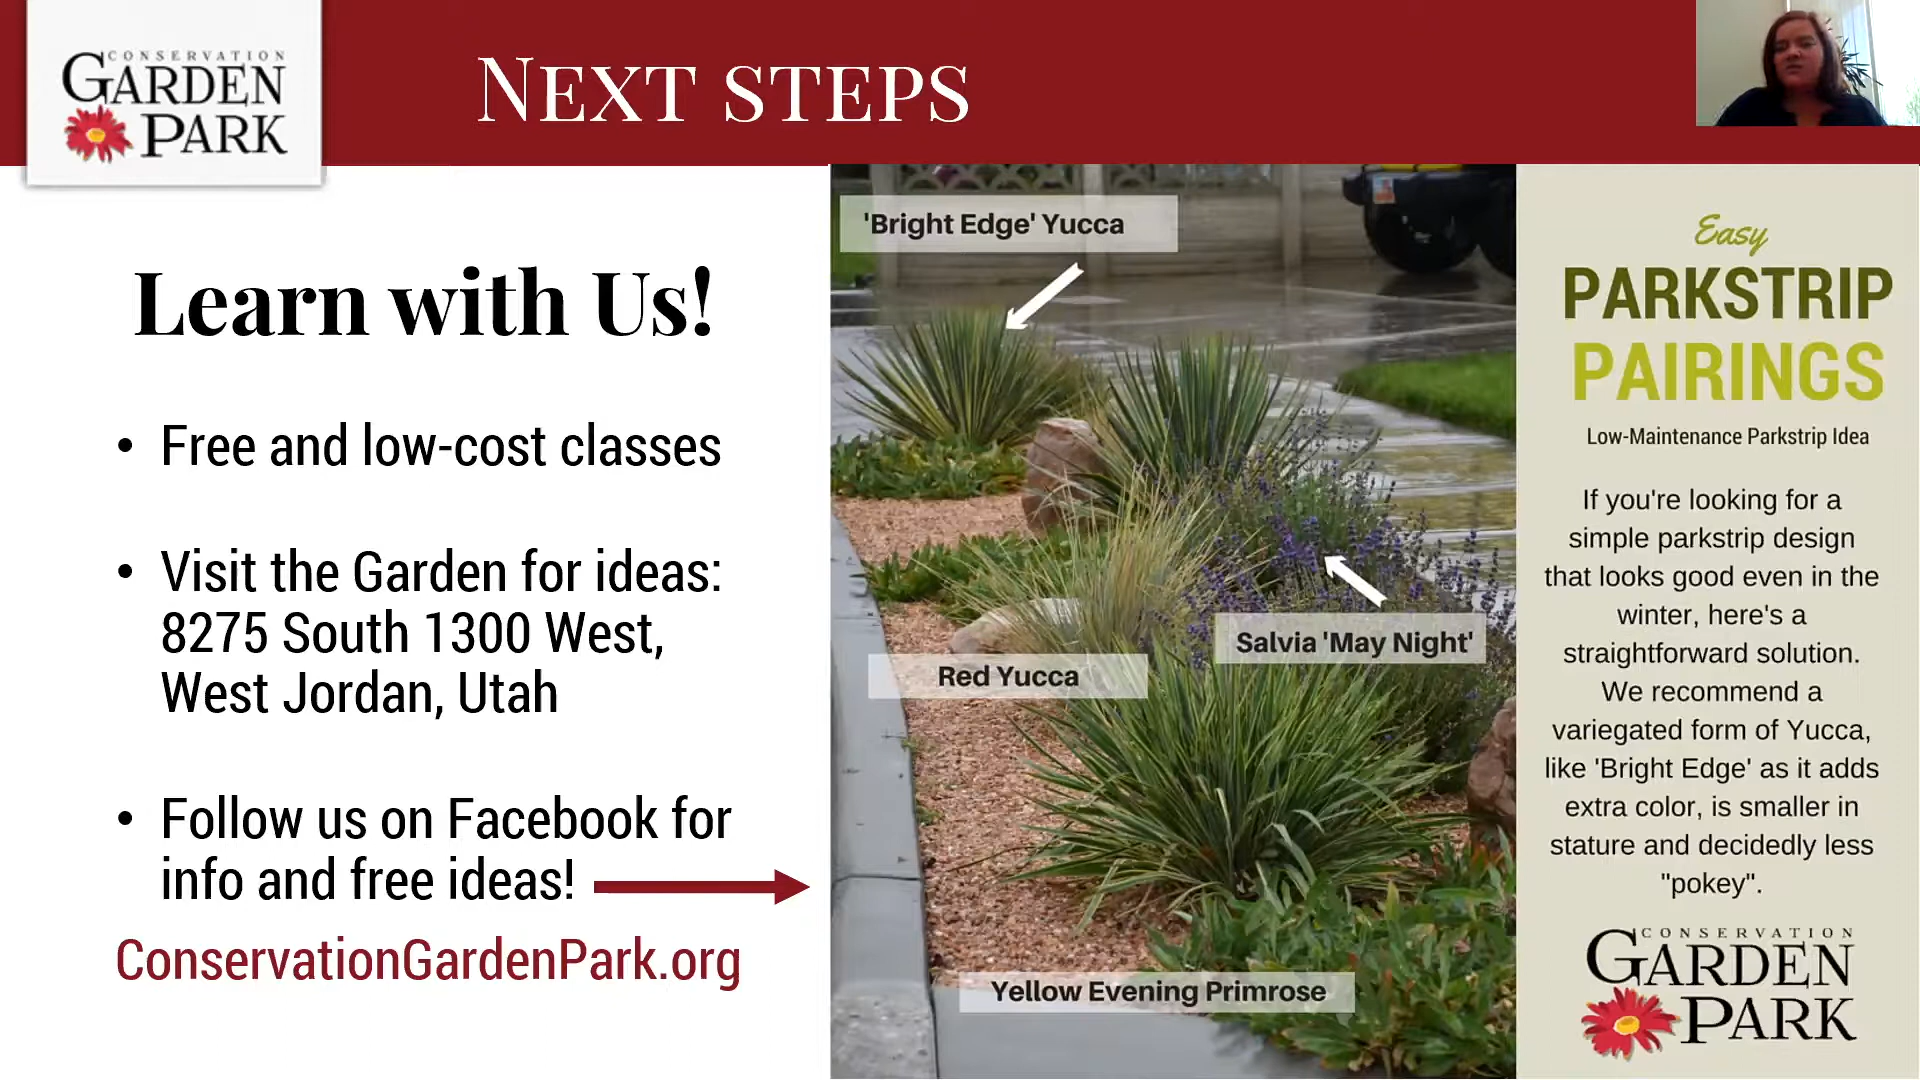 CONSERVATION
GARDEN
PARK
NEXT STEPS
Learn with Us!
• Free and low-cost classes
• Visit the Garden for ideas:
8275 South 1300 West,
West Jordan, Utah
• Follow us on Facebook for
info and free ideas!
ConservationGardenPark.org
'Bright Edge' Yucca
Salvia 'May Night'
Red Yucca
Yellow Evening Primrose
Easy
PARKSTRIP
PAIRINGS
Low-Maintenance Parkstrip Idea
If you're looking for a
simple parkstrip design
that looks good even in the
winter, here's a
straightforward solution.
We recommend a
variegated form of Yucca,
like 'Bright Edge' as it adds
extra color, is smaller in
stature and decidedly less
"pokey".
CONSERVATION
GARDEN
PARK